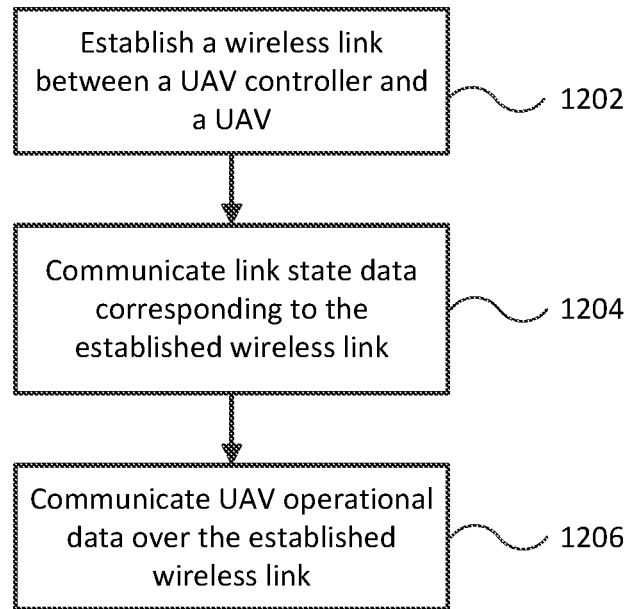 Establish a wireless link
between a UAV controller and
a UAV
1202
Communicate link state data
corresponding to the
established wireless link
1204
Communicate UAV operational
data over the established
wireless link
1206